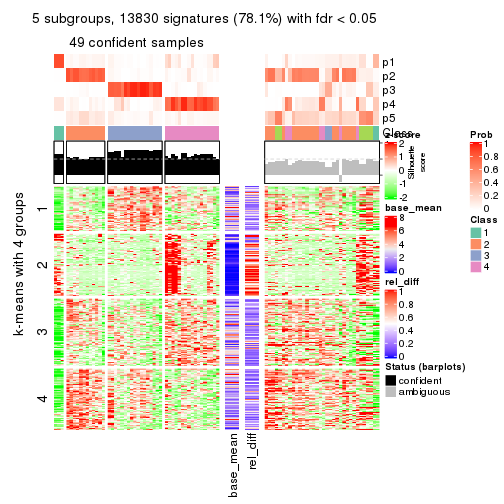 5 subgroups, 13830 signatures (78.1%) with fdr < 0.05
49 confident samples
p1
p2
p3
p4
p5
Class
z-score
2
1
0
-1
-2
Silhouette
score
Prob
1
0.8
0.6
0.4
0.2
0
base_mean
8
6
4
2
0
Class
1
2
3
4
rel_diff
1
0.8
0.6
0.4
0.2
0
Status (barplots)
confident
ambiguous
k-means with 4 groups
1
2
3
4
base_mean
rel_diff